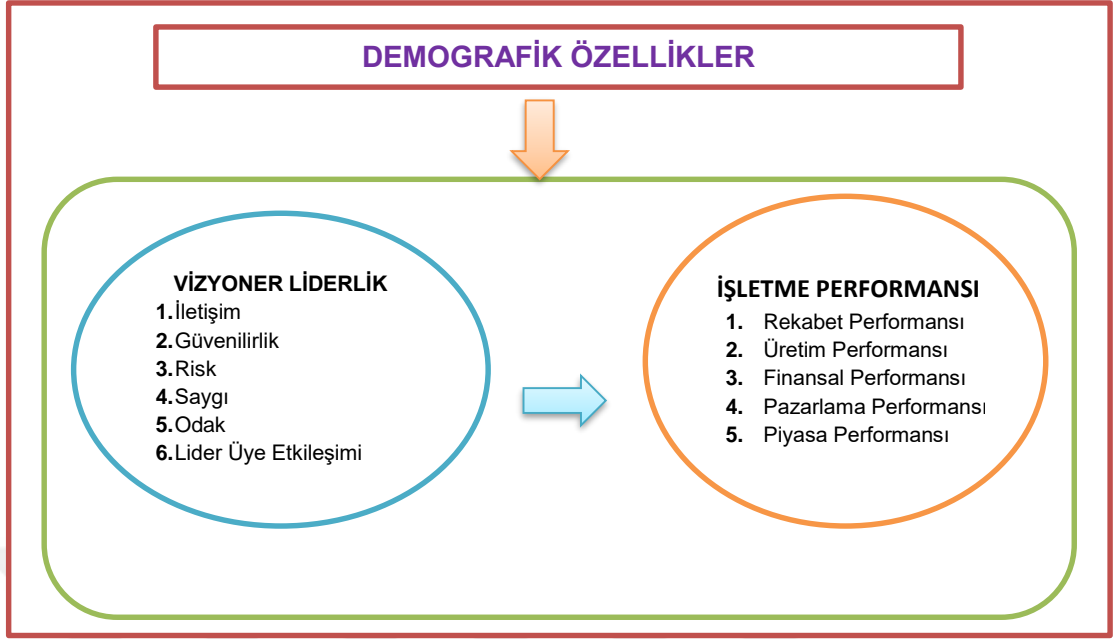 DEMOGRAFİK ÖZELLİKLER
VİZYONER LİDERLİK
1.İletişim
2.Güvenilirlik
3.Risk
4.Saygı
5.Odak
6.Lider Üye Etkileşimi
İŞLETME PERFORMANSI
1. Rekabet Performansı
2. Üretim Performansı
3. Finansal Performansı
4. Pazarlama Performansı
5. Piyasa Performansı